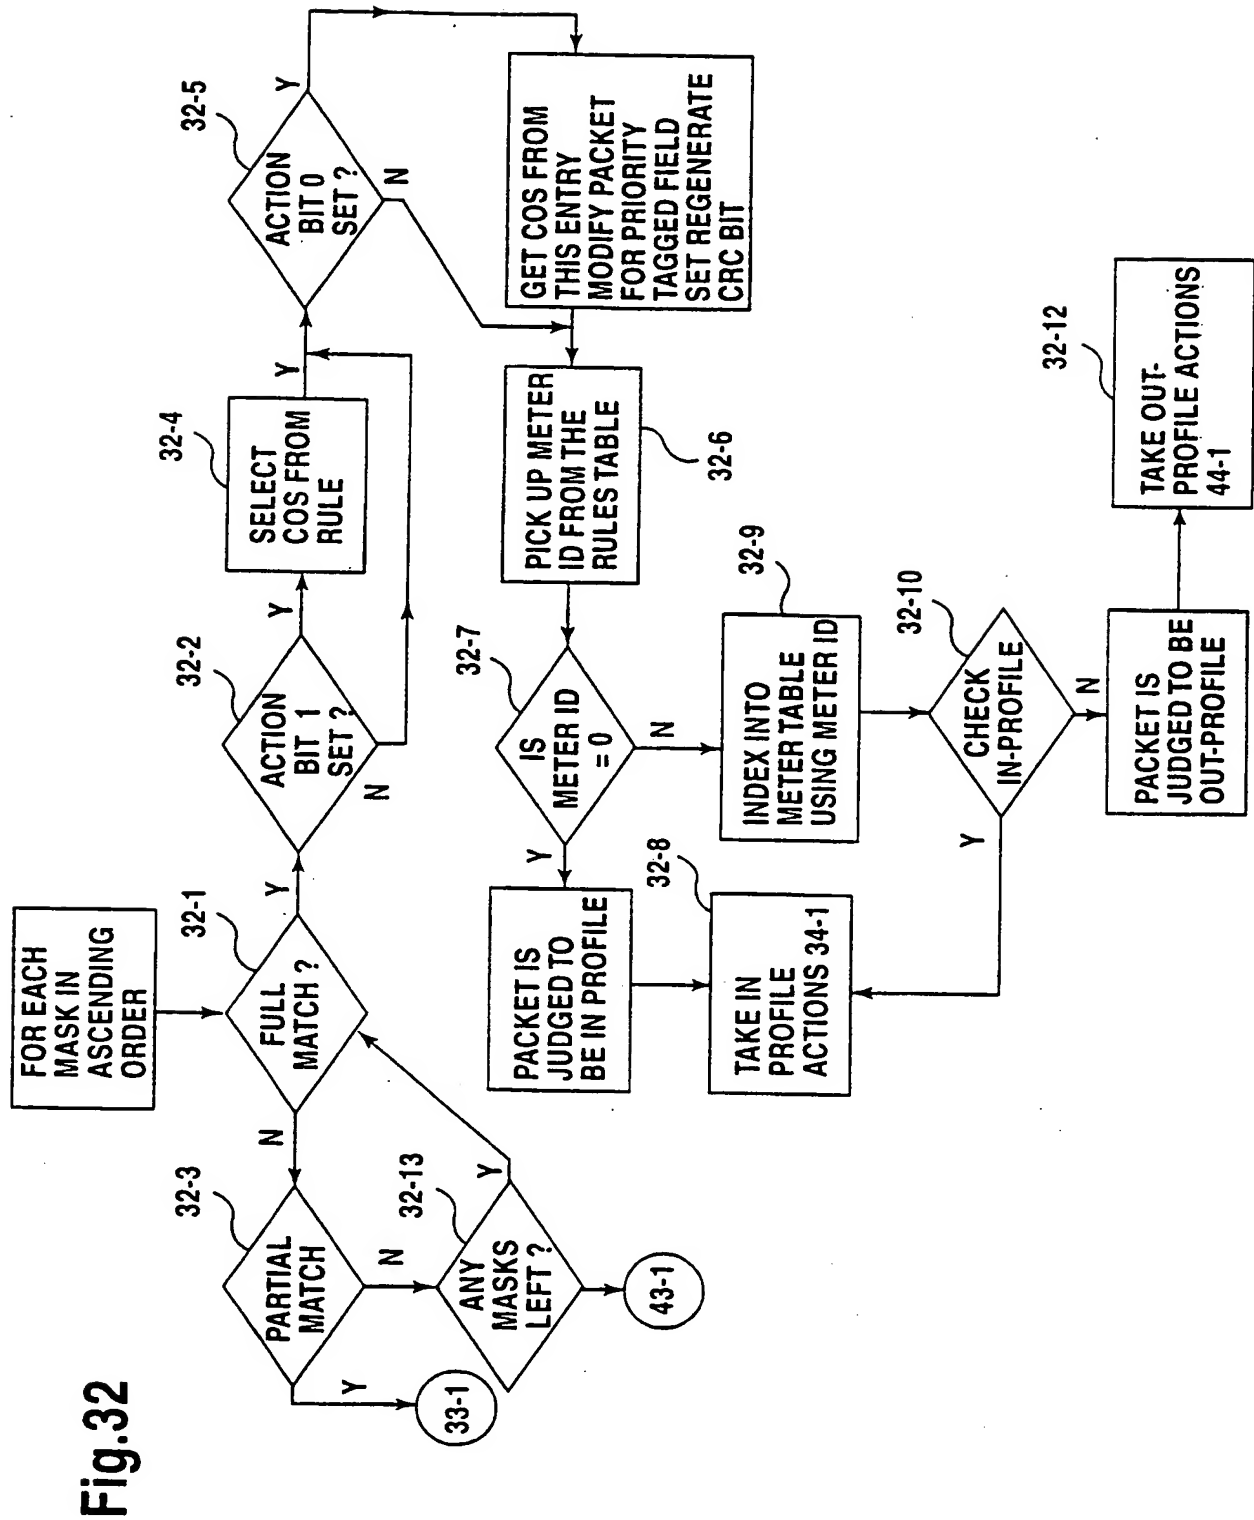 Fig.32
FOR EACH
MASK IN
ASCENDING
ORDER
32-1
FULL
MATCH ?
Y
N
32-2
ACTION
BIT 1
SET ?
Y
N
32-4
SELECT
COS FROM
RULE
Y
32-5
ACTION
BIT 0
SET ?
Y
N
GET COS FROM
THIS ENTRY
MODIFY PACKET
FOR PRIORITY
TAGGED FIELD
SET REGENERATE
CRC BIT
32-3
PARTIAL
MATCH
Y
N
33-1
32-13
ANY
MASKS
LEFT ?
Y
43-1
PICK UP METER
ID FROM THE
RULES TABLE
32-6
32-7
IS
METER ID
= 0
Y
N
PACKET IS
JUDGED TO
BE IN PROFILE
32-8
TAKE IN
PROFILE
ACTIONS 34-1
32-9
INDEX INTO
METER TABLE
USING METER ID
32-10
CHECK
IN-PROFILE
Y
N
PACKET IS
JUDGED TO BE
OUT-PROFILE
32-12
TAKE OUT-
PROFILE ACTIONS
44-1